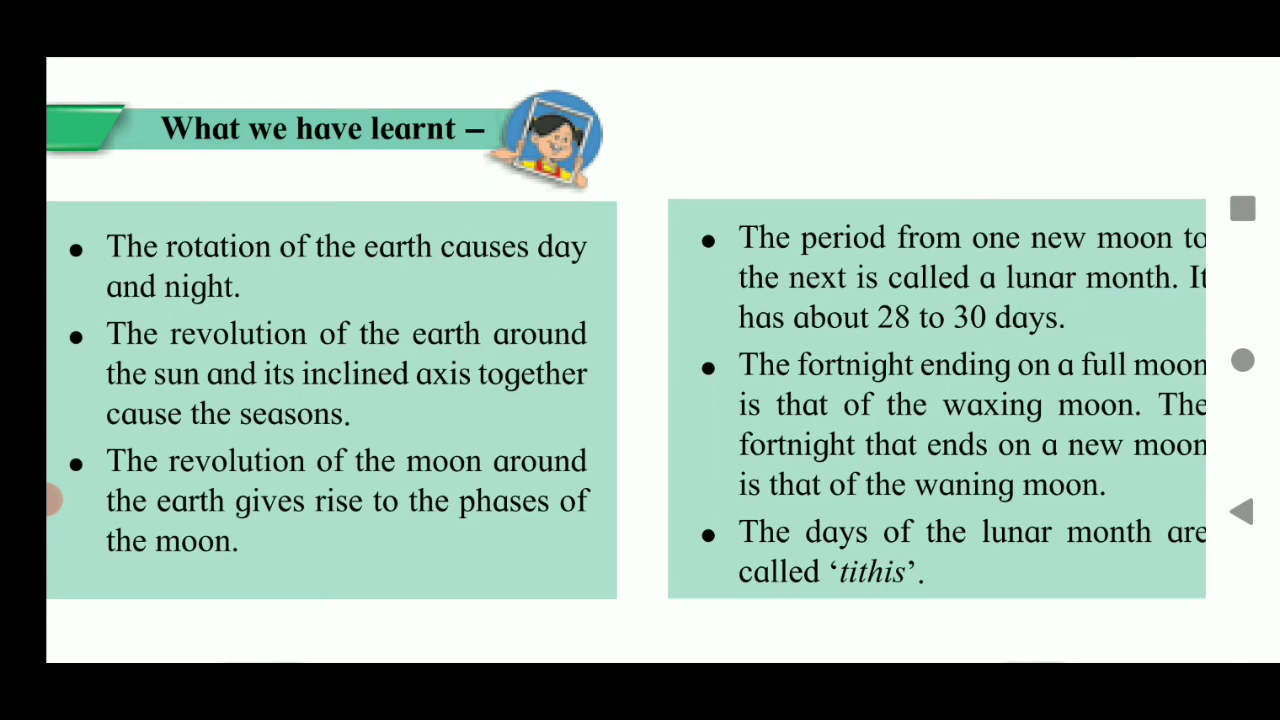 What we have learnt –
● The rotation of the earth causes day
and night.
● The revolution of the earth around
the sun and its inclined axis together
cause the seasons.
● The revolution of the moon around
the earth gives rise to the phases of
the moon.
● The period from one new moon to
the next is called a lunar month. It
has about 28 to 30 days.
● The fortnight ending on a full moon
is that of the waxing moon. The
fortnight that ends on a new moon
is that of the waning moon.
● The days of the lunar month are
called ‘tithis’.